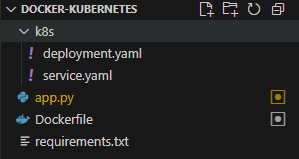 DOCKER-KUBERNETES
k8s
deployment.yaml
service.yaml
app.py
Dockerfile
requirements.txt